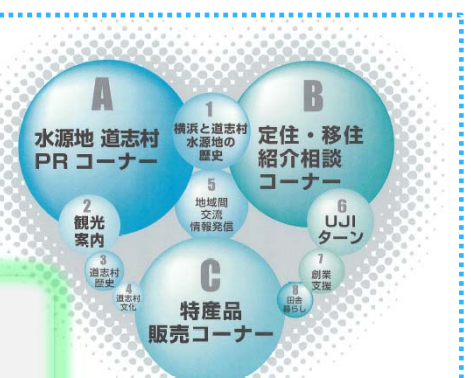 A
水源地 道志村
PR コーナー
1
横浜と道志村
水源地の
歴史
B
定住・移住
紹介相談
コーナー
2
観光
案内
5
地域間
交流
情報発信
6
UJI
ターン
3
道志村
歴史
4
道志村
文化
C
特産品
販売コーナー
7
創業
支援
8
田舎
暮らし